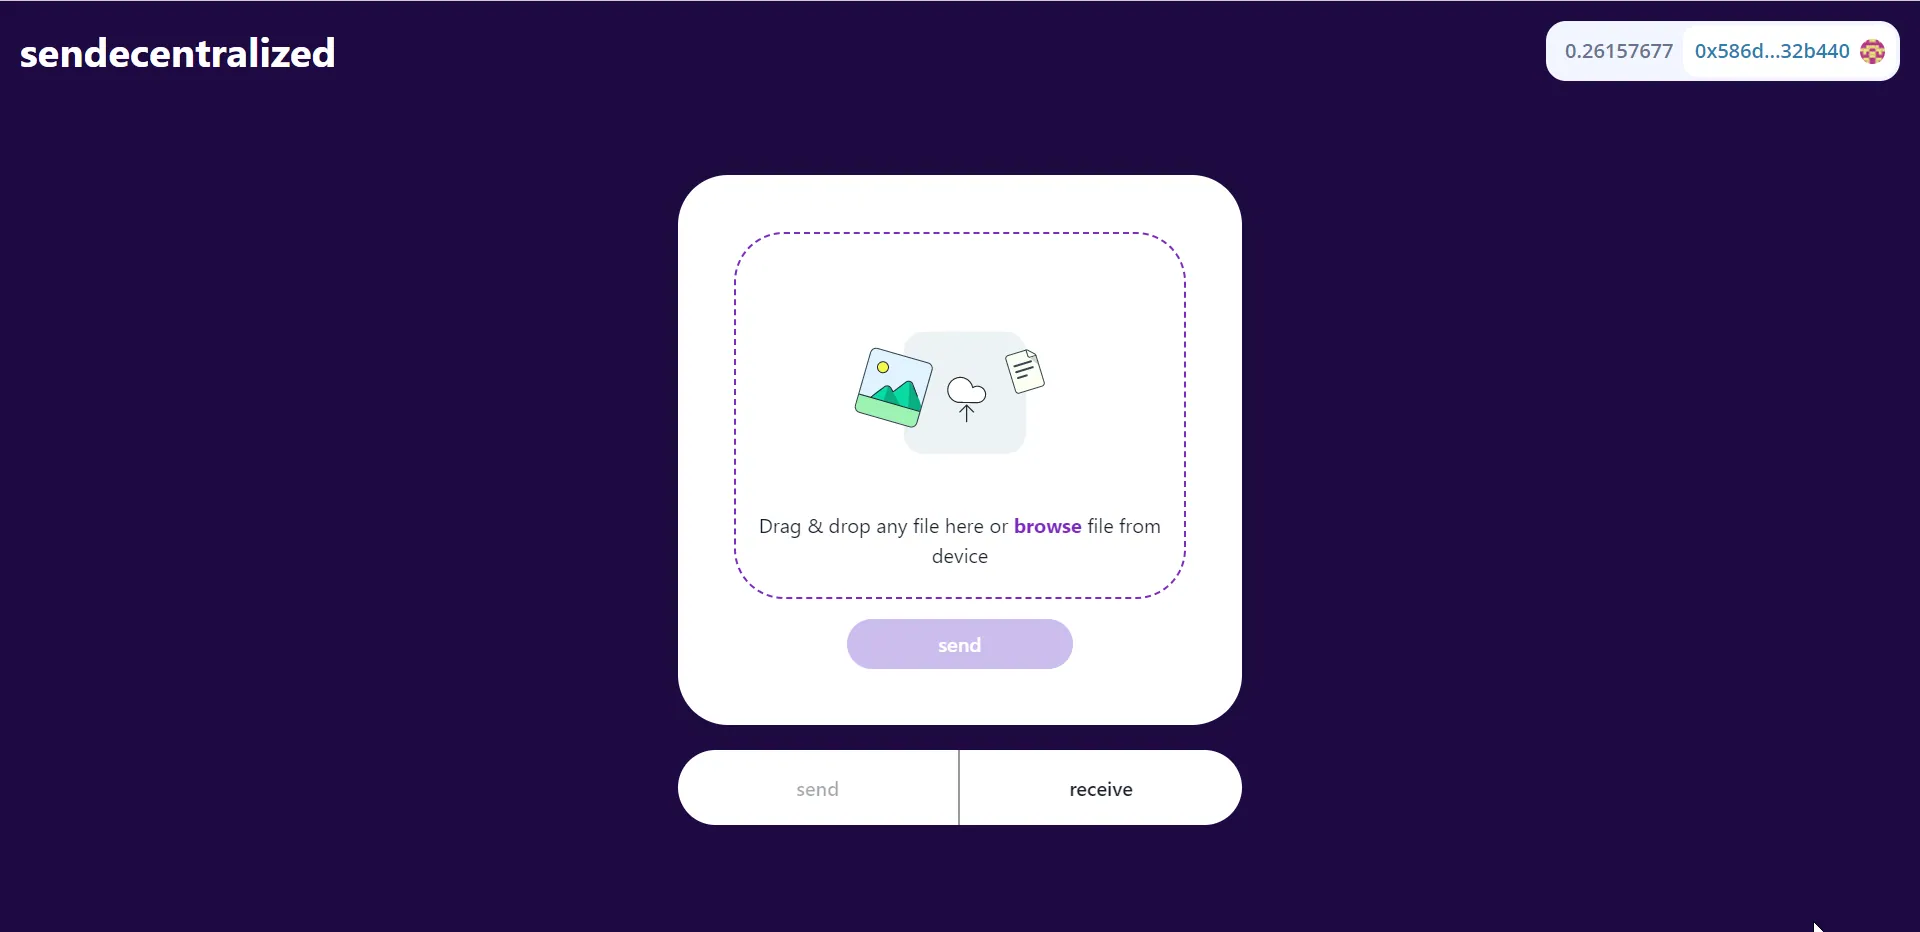 sendecentralized
0.26157677 0x586d...32b440
Drag & drop any file here or browse file from
device
send
send
receive